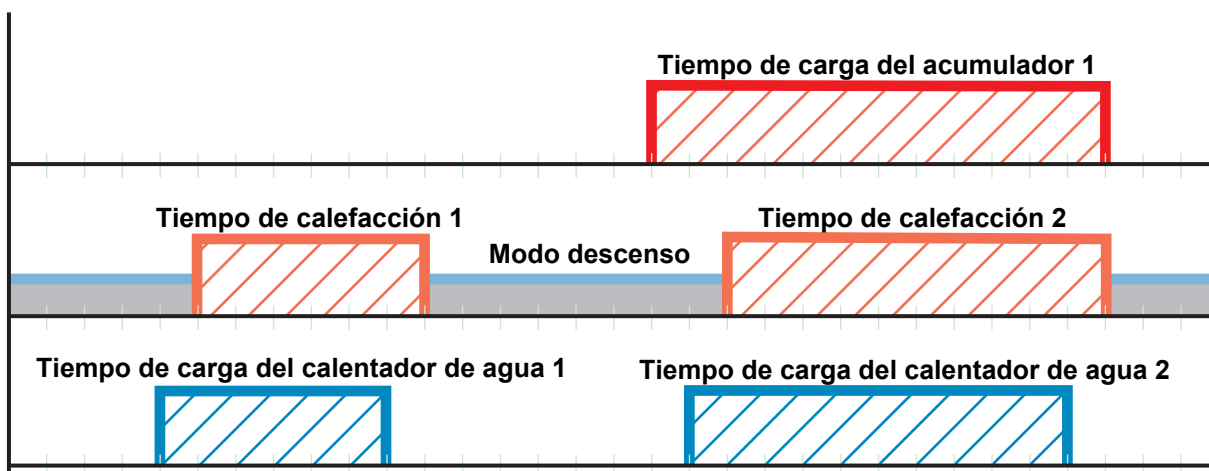 Tiempo de carga del acumulador 1
Tiempo de calefacción 1
Tiempo de calefacción 2
Modo descenso
Tiempo de carga del calentador de agua 1
Tiempo de carga del calentador de agua 2